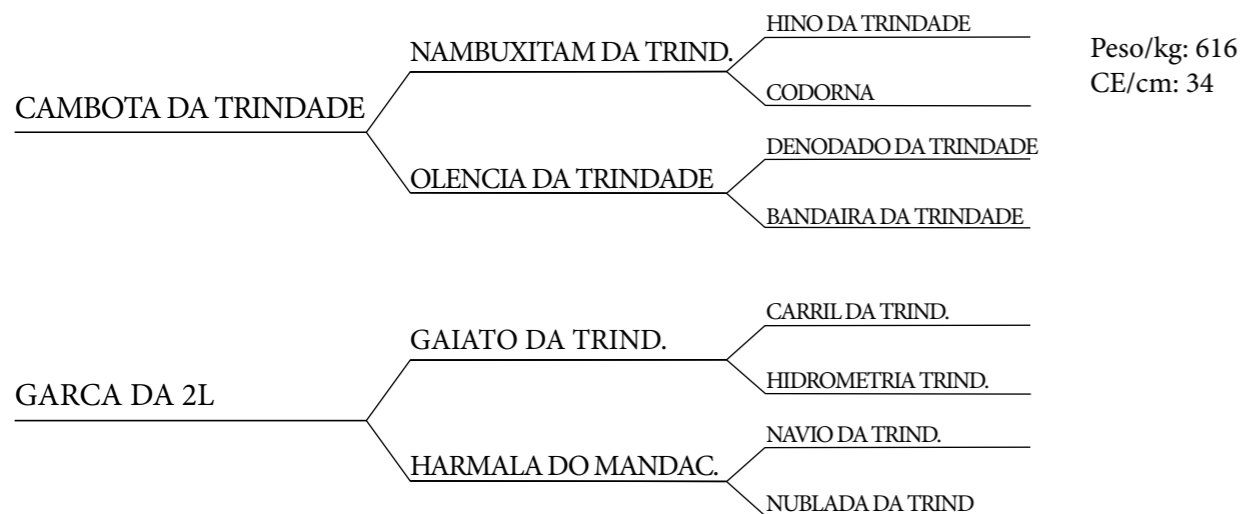 HINO DA TRINDADE
NAMBUXITAM DA TRIND.
CODORNA
CAMBOTA DA TRINDADE
DENODADO DA TRINDADE
OLENCIA DA TRINDADE
BANDAIRA DA TRINDADE
Peso/kg: 616
CE/cm: 34
CARRIL DA TRIND.
GAIATO DA TRIND.
HIDROMETRIA TRIND.
GARCA DA 2L
NAVIO DA TRIND.
HARMALA DO MANDAC.
NUBLADA DA TRIND